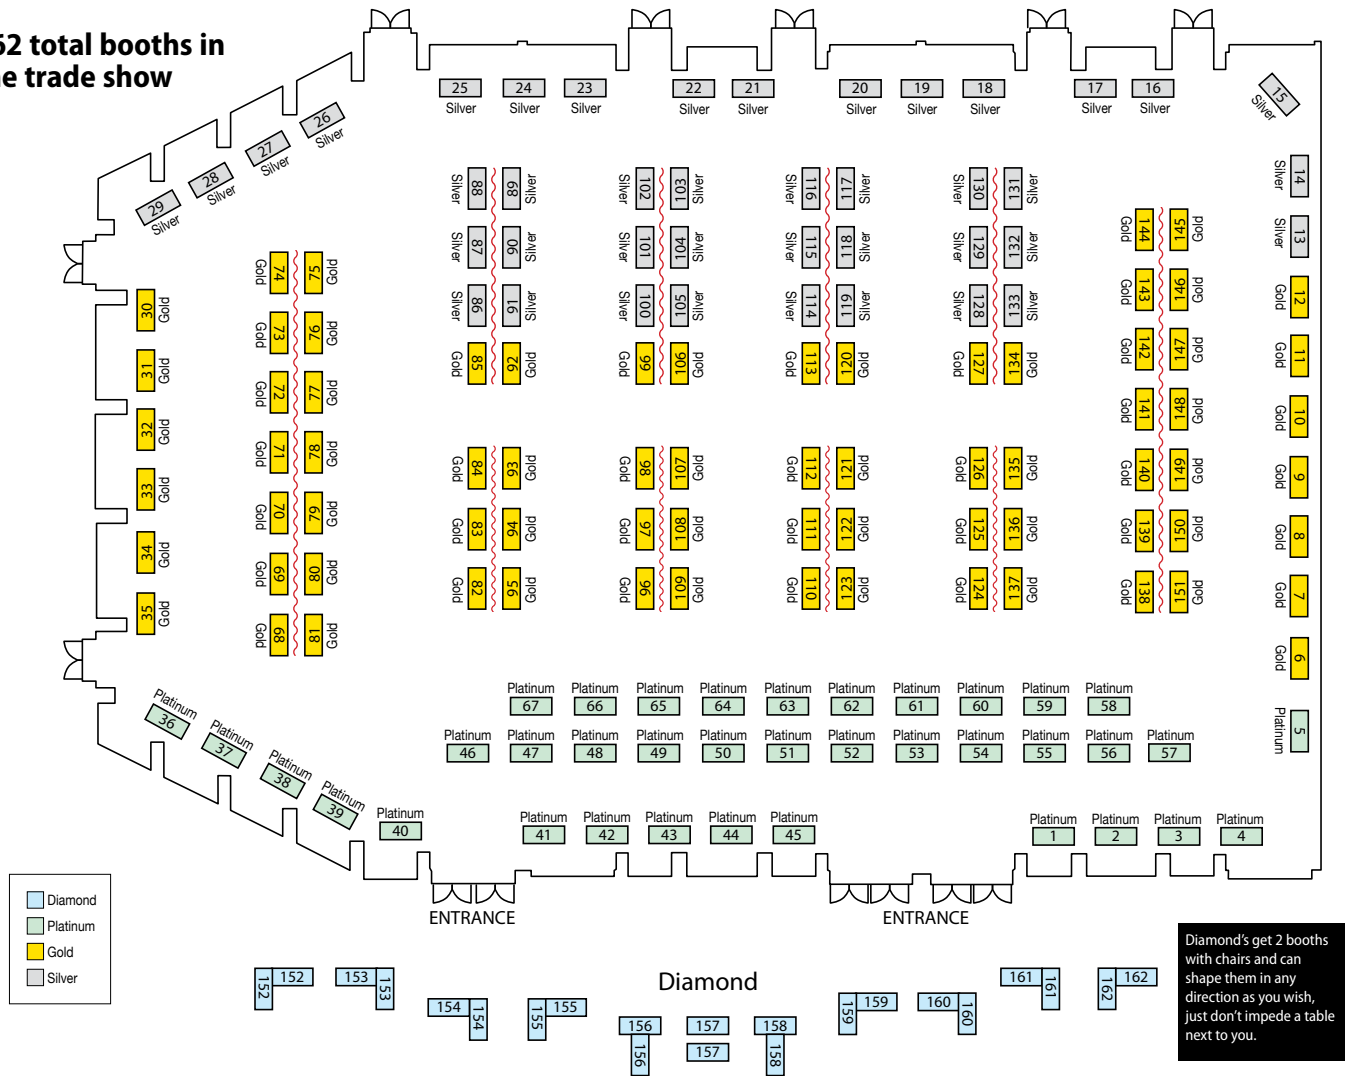 62 total booths in
e trade show
25 24 23 22 21 20 19 18 17 16 15
Silver Silver Silver Silver Silver Silver Silver Silver Silver Silver Silver
26 27 28 29
Silver Silver Silver Silver
14 Silver
13 Silver
12 Gold
11 Gold
10 Gold
9 Gold
8 Gold
7 Gold
6 Gold
5 Platinum
30 Gold
31 Gold
32 Gold
33 Gold
34 Gold
35 Gold
Gold 74 75 Gold
Gold 73 76 Gold
Gold 72 77 Gold
Gold 71 78 Gold
Gold 70 79 Gold
Gold 69 80 Gold
Gold 68 81 Gold
Silver 88 89 Silver
Silver 87 90 Silver
Silver 86 91 Silver
Gold 85 92 Gold
Gold 84 93 Gold
Gold 83 94 Gold
Gold 82 95 Gold
Silver 102 103 Silver
Silver 101 104 Silver
Silver 100 105 Silver
Gold 99 106 Gold
Gold 98 107 Gold
Gold 97 108 Gold
Gold 96 109 Gold
Silver 116 117 Silver
Silver 115 118 Silver
Silver 114 119 Silver
Gold 113 120 Gold
Gold 112 121 Gold
Gold 111 122 Gold
Gold 110 123 Gold
Silver 130 131 Silver
Silver 129 132 Silver
Silver 128 133 Silver
Gold 127 134 Gold
Gold 126 135 Gold
Gold 125 136 Gold
Gold 124 137 Gold
Gold 144 145 Gold
Gold 143 146 Gold
Gold 142 147 Gold
Gold 141 148 Gold
Gold 140 149 Gold
Gold 139 150 Gold
Gold 138 151 Gold
Platinum Platinum Platinum Platinum Platinum Platinum Platinum Platinum Platinum Platinum
67 66 65 64 63 62 61 60 59 58
Platinum Platinum Platinum Platinum Platinum Platinum Platinum Platinum Platinum Platinum Platinum Platinum
46 47 48 49 50 51 52 53 54 55 56 57
Platinum 36
Platinum 37
Platinum 38
Platinum 39
Platinum 40
Platinum Platinum Platinum Platinum Platinum
41 42 43 44 45
Platinum Platinum Platinum Platinum
1 2 3 4
ENTRANCE ENTRANCE
Diamond
Platinum
Gold
Silver
Diamond
152 152
153 153
154 154
155 155
156 156
157 157
158 158
159 159
160 160
161 161
162 162
Diamond's get 2 booths
with chairs and can
shape them in any
direction as you wish,
just don't impede a table
next to you.